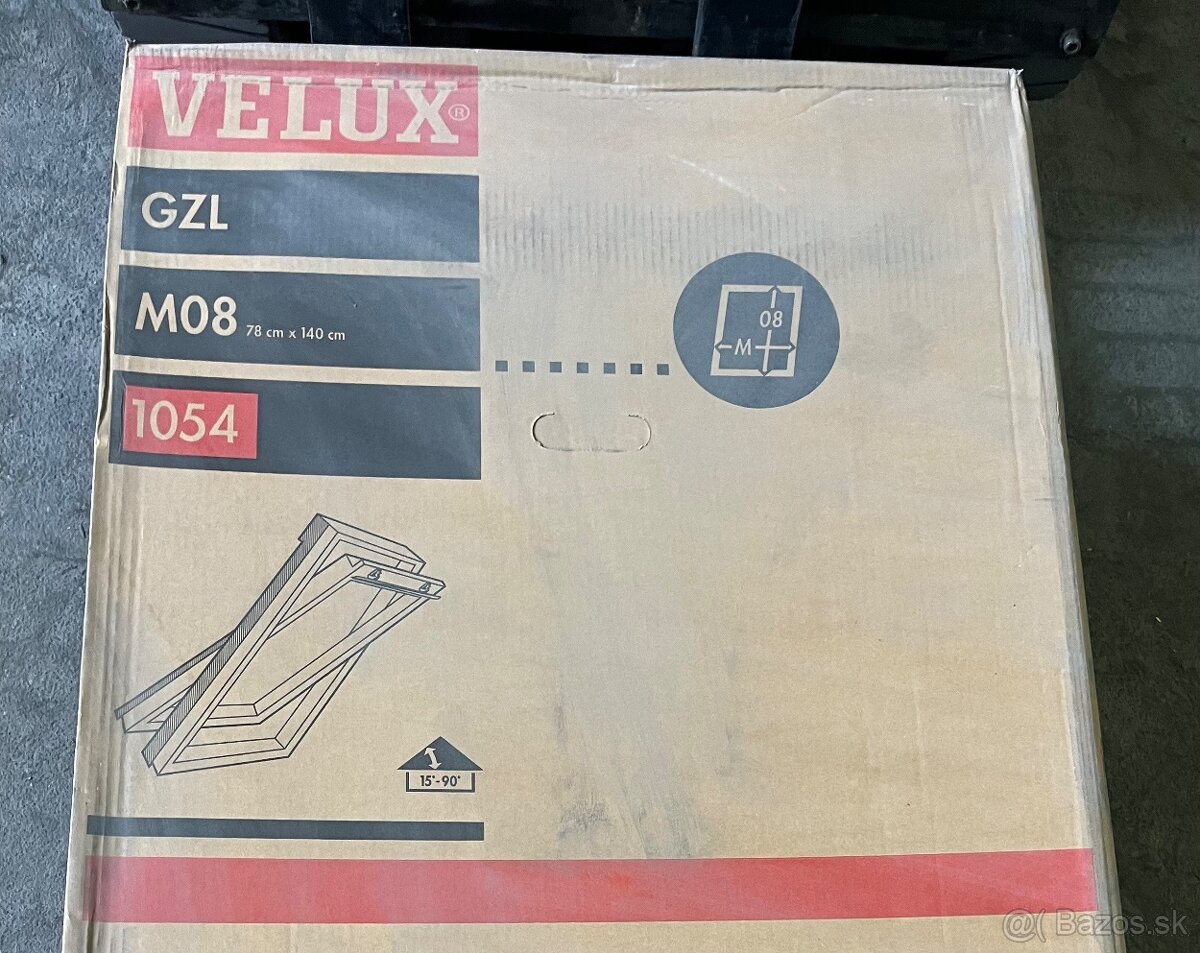 VELUX®
GZL
M08 78 cm x 140 cm
08
M
1054
15°-90°
@( Bazos.sk